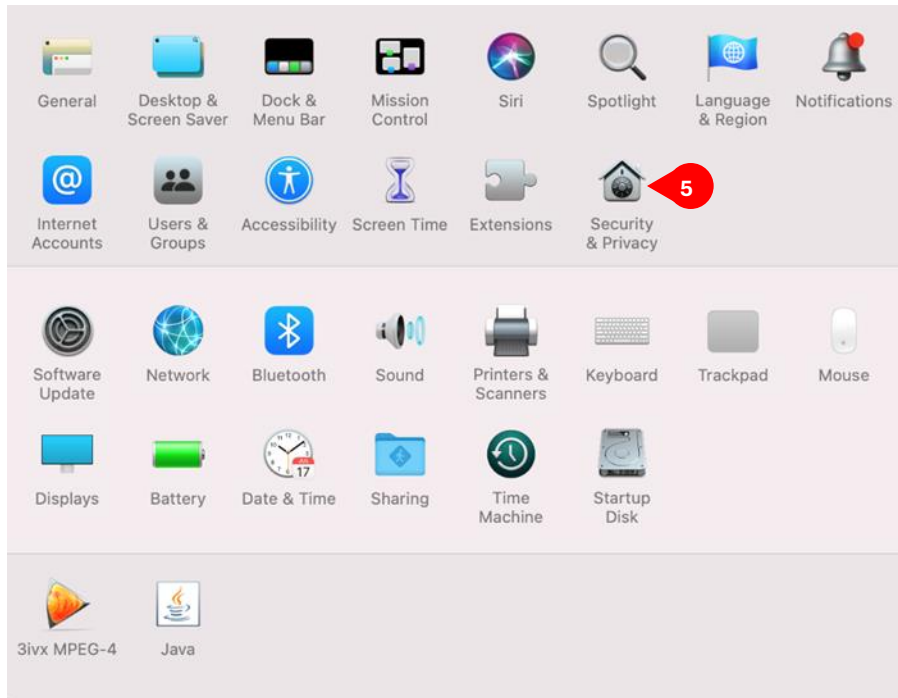 General
Desktop &
Screen Saver
Dock &
Menu Bar
Mission
Control
Siri
Spotlight
Language
& Region
Notifications
@
Internet
Accounts
Users &
Groups
Accessibility
Screen Time
Extensions
Security
& Privacy
5
Software
Update
Network
Bluetooth
Sound
Printers &
Scanners
Keyboard
Trackpad
Mouse
Displays
Battery
17
Date & Time
Sharing
Time
Machine
Startup
Disk
3ivx MPEG-4
Java